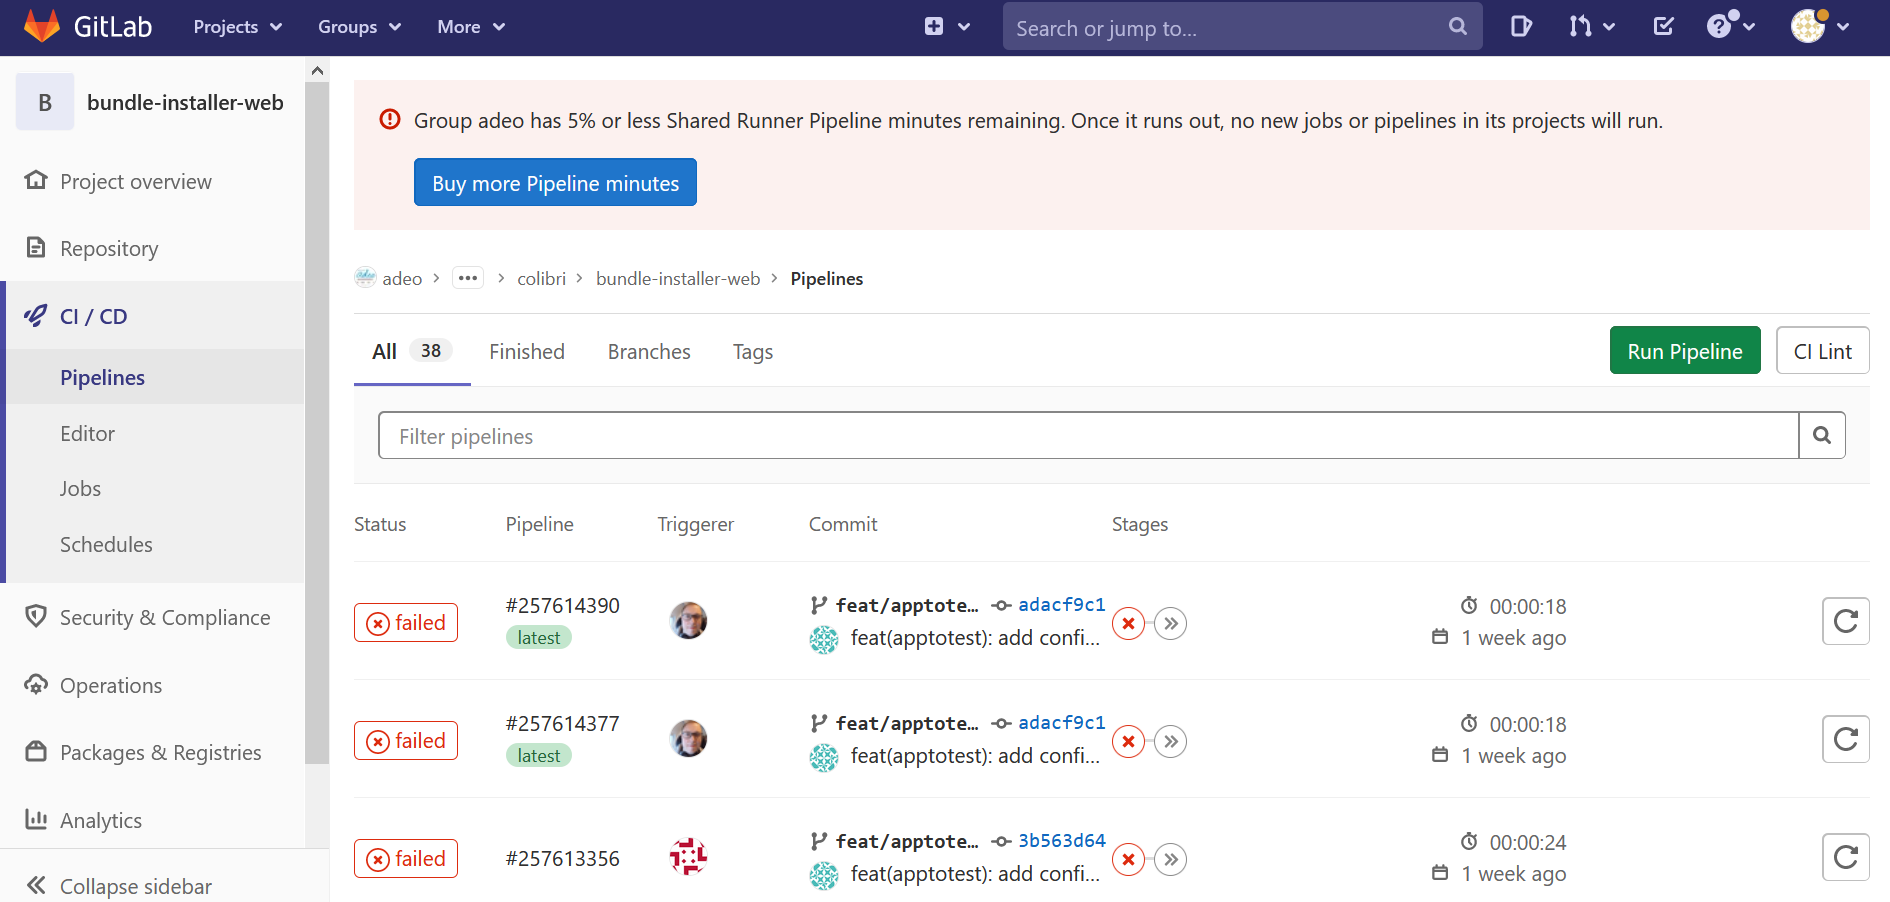 GitLab Projects Groups More Search or jump to...
B bundle-installer-web
Project overview
Repository
CI / CD
Pipelines
Editor
Jobs
Schedules
Security & Compliance
Operations
Packages & Registries
Analytics
Collapse sidebar
Group adeo has 5% or less Shared Runner Pipeline minutes remaining. Once it runs out, no new jobs or pipelines in its projects will run.
Buy more Pipeline minutes
adeo > ••• > colibri > bundle-installer-web > Pipelines
All 38 Finished Branches Tags Run Pipeline CI Lint
Filter pipelines
Status Pipeline Triggerer Commit Stages
failed #257614390 latest feat/apptote... adacf9c1 00:00:18
feat(apptotest): add confi... 1 week ago
failed #257614377 latest feat/apptote... adacf9c1 00:00:18
feat(apptotest): add confi... 1 week ago
failed #257613356 feat/apptote... 3b563d64 00:00:24
feat(apptotest): add confi... 1 week ago